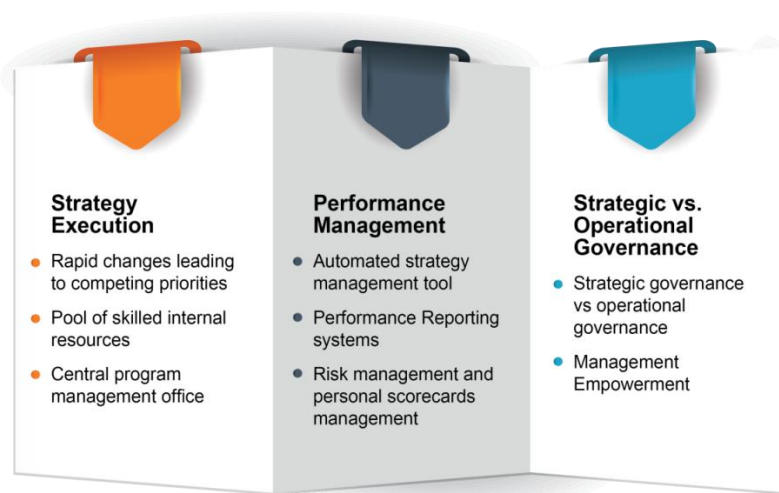 Strategy
Execution
Rapid changes leading
to competing priorities
Pool of skilled internal
resources
Central program
management office
Performance
Management
Automated strategy
management tool
Performance Reporting
systems
Risk management and
personal scorecards
management
Strategic vs.
Operational
Governance
Strategic governance
vs operational
governance
Management
Empowerment